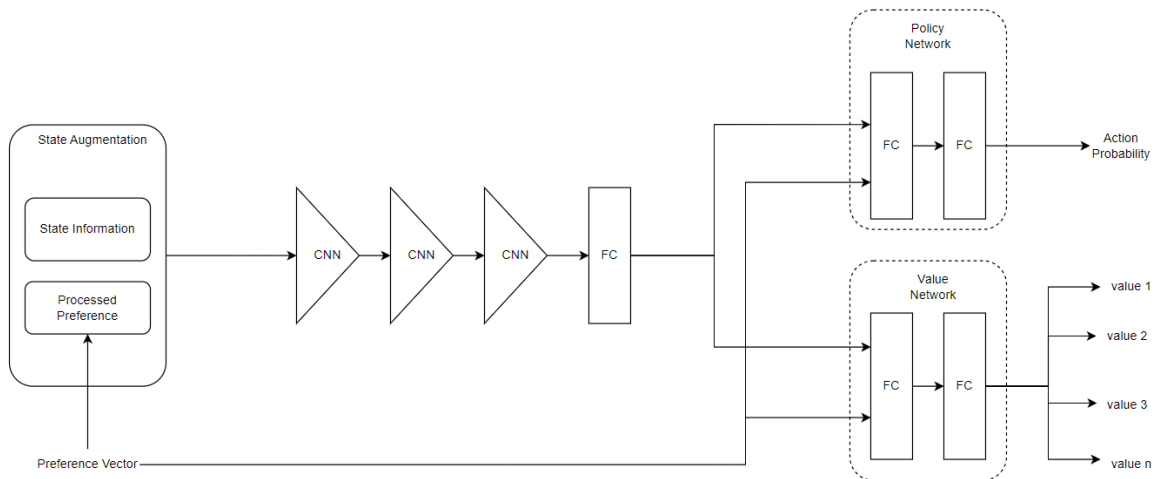 State Augmentation
State Information
Processed
Preference
Preference Vector
CNN
CNN
CNN
FC
Policy
Network
FC
FC
Action
Probability
Value
Network
FC
FC
value 1
value 2
value 3
value n